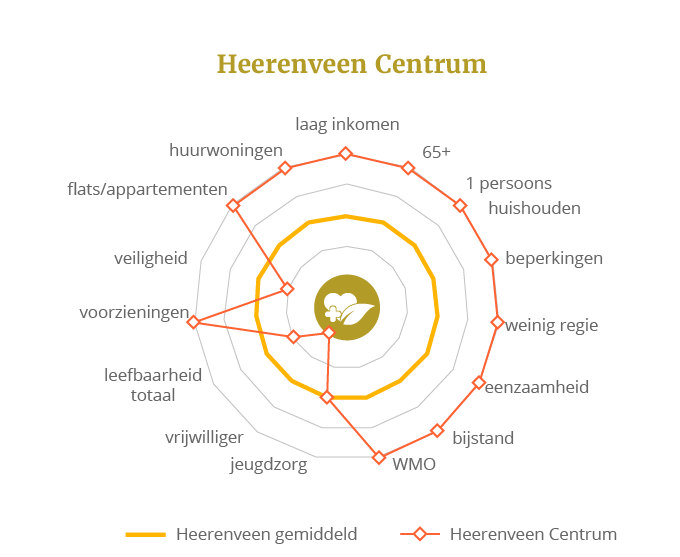 Heerenveen Centrum
laag inkomen
65+
1 persoons
huishouden
beperkingen
weinig regie
eenzaamheid
bijstand
WMO
jeugdzorg
vrijwilliger
leefbaarheid
totaal
voorzieningen
veiligheid
flats/appartementen
huurwoningen
Heerenveen gemiddeld
Heerenveen Centrum